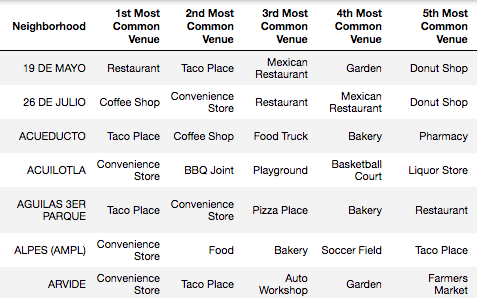 Neighborhood 1st Most Common Venue 2nd Most Common Venue 3rd Most Common Venue 4th Most Common Venue 5th Most Common Venue
19 DE MAYO Restaurant Taco Place Mexican Restaurant Garden Donut Shop
26 DE JULIO Coffee Shop Convenience Store Restaurant Mexican Restaurant Donut Shop
ACUEDUCTO Taco Place Coffee Shop Food Truck Bakery Pharmacy
ACUILOTLA Convenience Store BBQ Joint Playground Basketball Court Liquor Store
AGUILAS 3ER PARQUE Taco Place Convenience Store Pizza Place Bakery Restaurant
ALPES (AMPL) Convenience Store Food Bakery Soccer Field Taco Place
ARVIDE Convenience Store Taco Place Auto Workshop Garden Farmers Market